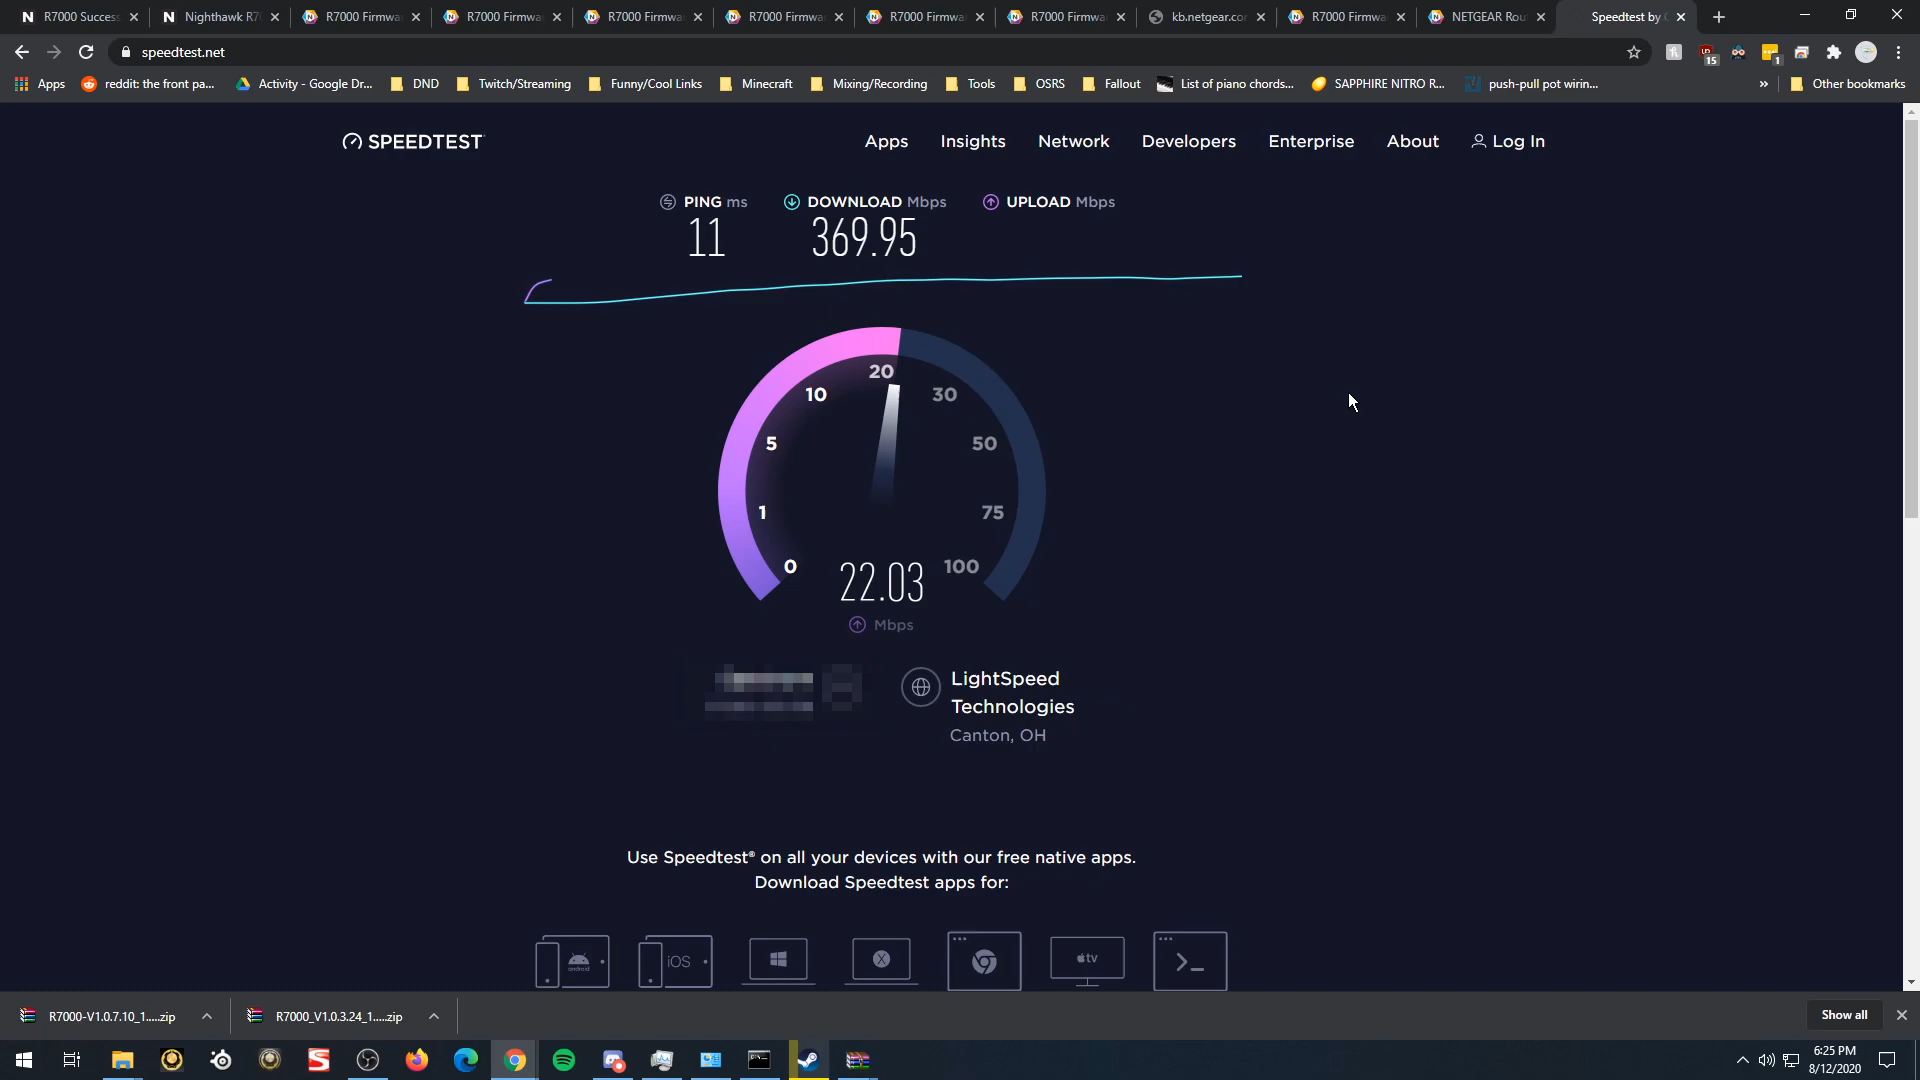 R7000 Success
Nighthawk R7
R7000 Firmwa
R7000 Firmwa
R7000 Firmwa
R7000 Firmwa
R7000 Firmwa
R7000 Firmwa
kb.netgear.co
R7000 Firmwa
NETGEAR Rou
Speedtest by
speedtest.net
15
1
Apps
reddit: the front pa...
Activity - Google Dr...
DND
Twitch/Streaming
Funny/Cool Links
Minecraft
Mixing/Recording
Tools
OSRS
Fallout
List of piano chords...
SAPPHIRE NITRO R...
push-pull pot wirin...
»
Other bookmarks
SPEEDTEST
Apps
Insights
Network
Developers
Enterprise
About
Log In
PING ms
DOWNLOAD Mbps
UPLOAD Mbps
11
369.95
20
10
30
5
50
1
75
0
100
22.03
Mbps
LightSpeed
Technologies
Canton, OH
Use Speedtest® on all your devices with our free native apps.
Download Speedtest apps for:
android
iOS
tv
R7000-V1.0.7.10_1.....zip
R7000_V1.0.3.24_1.....zip
Show all
6:25 PM
8/12/2020